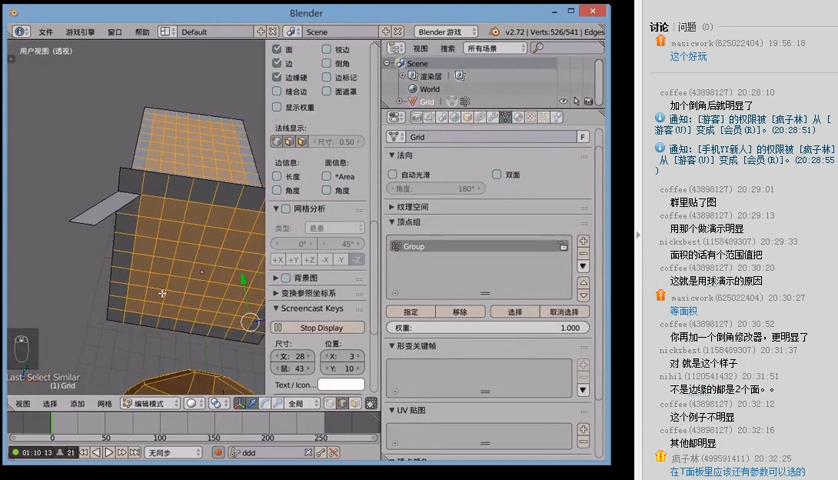 Blender
文件
游戏引擎
窗口
帮助
Default
Scene
Blender游戏
v2.72 | Verts:526/541 | Edges
用户视图 (透视)
面
锐边
边
倒角
边缘硬
边标记
缝合边
面遮罩
显示权重
法线显示:
尺寸: 0.50
边信息:
面信息:
长度
*Area
角度
角度
网格分析
类型:
悬垂
0°
45°
+X
+Y
+Z
-X
-Y
-Z
背景图
变换参照坐标系
Screencast Keys
Stop Display
尺寸:
位置:
文: 28
X: 3
鼠: 43
Y: 10
Text / Icon...
Last: Select Similar
(1) Grid
视图
选择
添加
网格
编辑模式
全局
0
50
100
150
200
250
01:10:13
21
无同步
ddd
视图
搜索
所有场景
Scene
渲染层
World
Grid
Grid
F
法向
自动光滑
双面
角度:
180°
纹理空间
顶点组
Group
指定
移除
选择
取消选择
权重:
1.000
形变关键帧
UV 贴图
讨论
问题 (0)
masicwork(625022404) 19:56:18
这个好玩
coffee(43898127) 20:28:10
加个倒角后就明显了
通知: [游客] 的权限被 [疯子林] 从 [
游客(U)] 变成 [会员(R)]。(20:28:51)
通知: [手机YY新人] 的权限被 [疯子林]
从 [游客(U)] 变成 [会员(R)]。(20:28:55
)
coffee(43898127) 20:29:01
群里贴了图
coffee(43898127) 20:29:13
用那个做演示明显
nicksbest(1158489307) 20:29:33
面积的话有个范围值把
coffee(43898127) 20:30:20
这就是用球演示的原因
masicwork(625022404) 20:30:27
等面积
coffee(43898127) 20:30:52
你再加一个倒角修改器，更明显了
nicksbest(1158489307) 20:31:37
对 就是这个样子
nihil(1120541432) 20:31:51
不是边缘的都是2个面。。
coffee(43898127) 20:32:12
这个例子不明显
coffee(43898127) 20:32:16
其他都明显
疯子林(499591411) 20:32:25
在T面板里应该还有参数可以选的